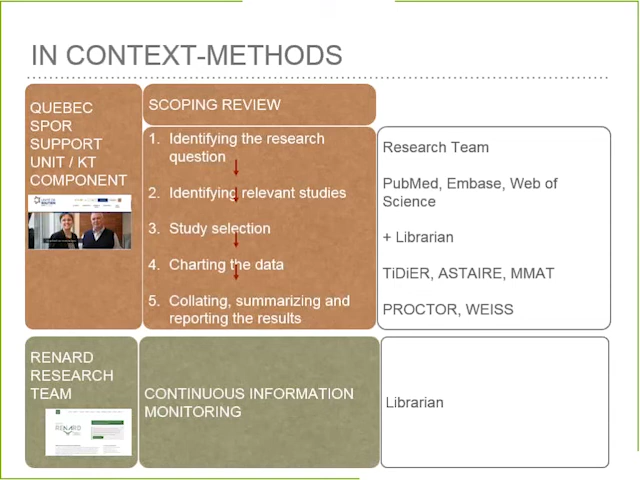 IN CONTEXT-METHODS
QUEBEC
SPOR
SUPPORT
UNIT / KT
COMPONENT
SCOPING REVIEW
1. Identifying the research
question
2. Identifying relevant studies
3. Study selection
4. Charting the data
5. Collating, summarizing and
reporting the results
Research Team
PubMed, Embase, Web of
Science
+ Librarian
TiDiER, ASTAIRE, MMAT
PROCTOR, WEISS
RENARD
RESEARCH
TEAM
RENARD
CONTINUOUS INFORMATION
MONITORING
Librarian